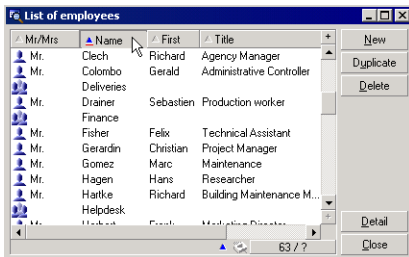 List of employees
Mr/Mrs Name First Title + New
Mr. Clech Richard Agency Manager
Duplicate
Mr. Colombo Gerald Administrative Controller
Deliveries Delete
Mr. Drainer Sebastien Production worker
Finance
Mr. Fisher Felix Technical Assistant
Mr. Gerardin Christian Project Manager
Mr. Gomez Marc Maintenance
Mr. Hagen Hans Researcher
Mr. Hartke Richard Building Maintenance M...
Helpdesk
Detail
63 / ? Close